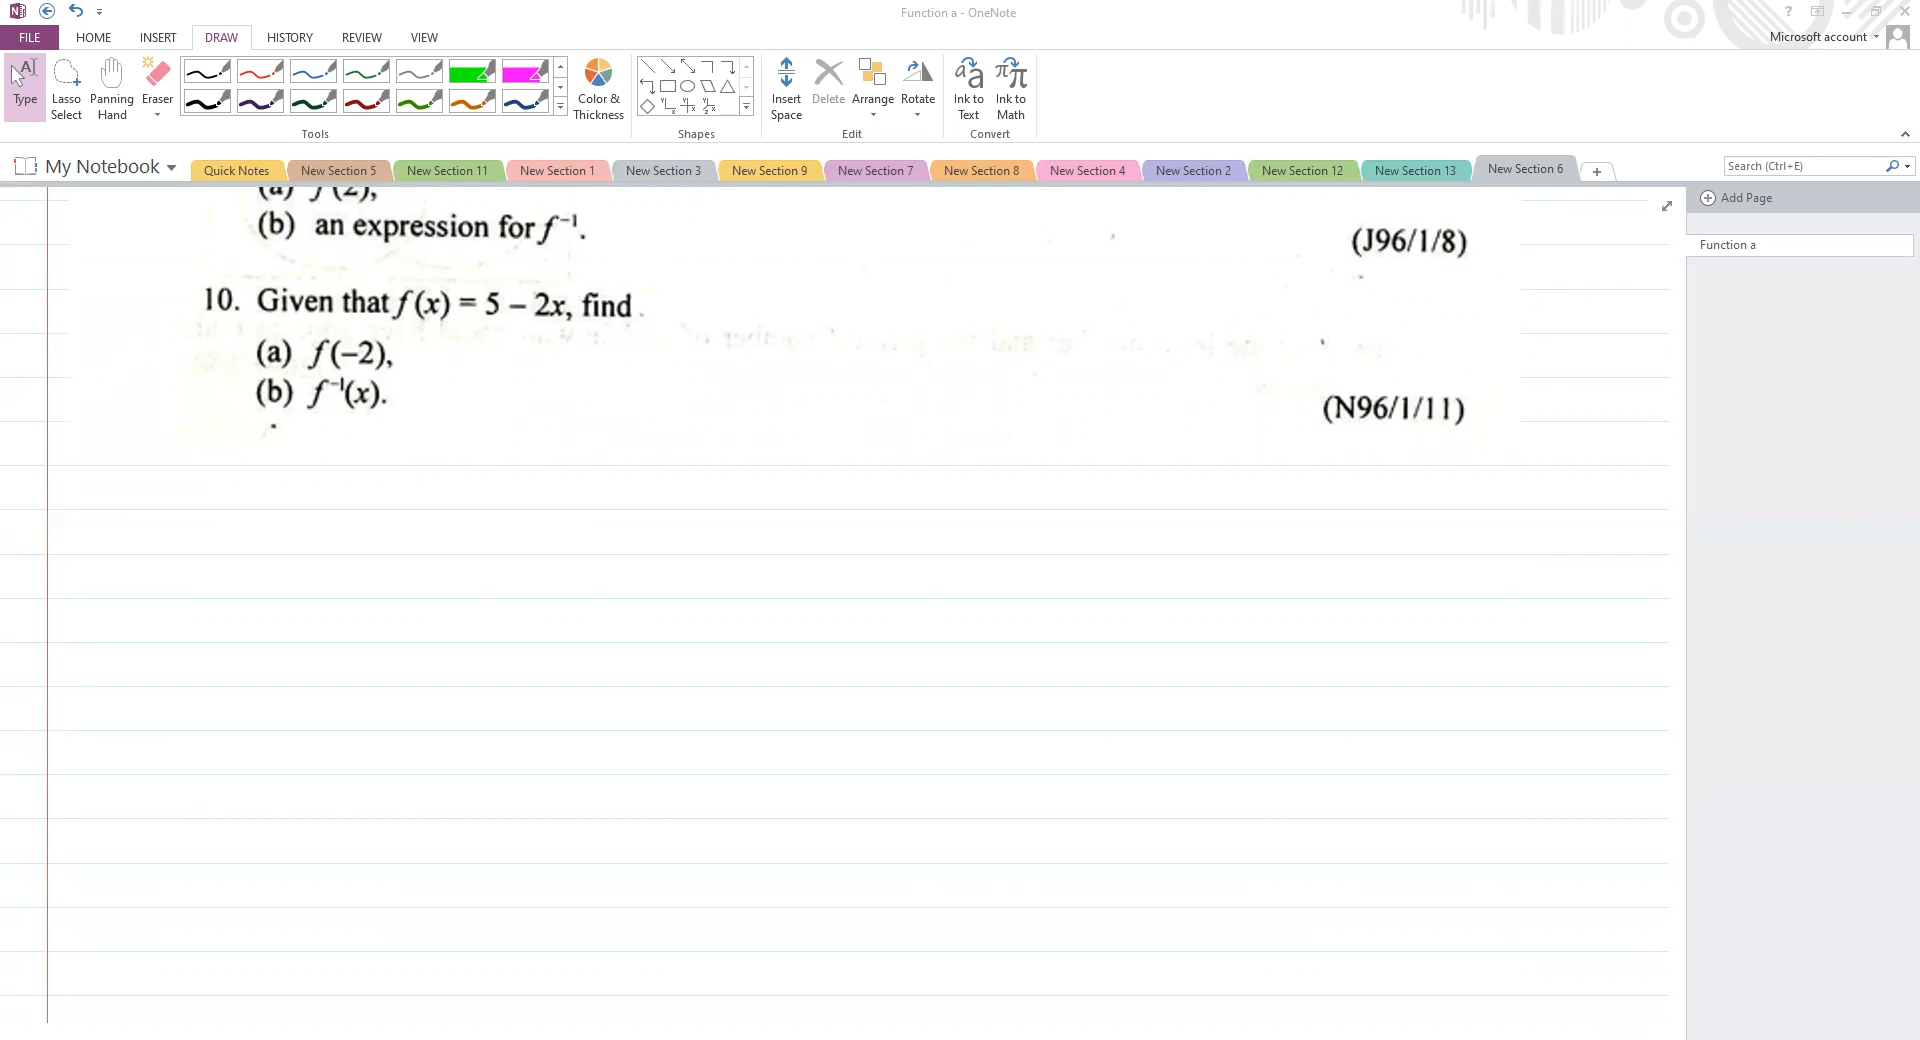 Function a - OneNote
FILE HOME INSERT DRAW HISTORY REVIEW VIEW
Microsoft account
Type
Lasso Select
Panning Hand
Eraser
Color & Thickness
Insert Space
Delete
Arrange
Rotate
Ink to Text
Ink to Math
Tools Shapes Edit Convert
My Notebook Quick Notes New Section 5 New Section 11 New Section 1 New Section 3 New Section 9 New Section 7 New Section 8 New Section 4 New Section 2 New Section 12 New Section 13 New Section 6
Search (Ctrl+E)
Add Page
Function a
(a) f(2),
(b) an expression for f⁻¹.
(J96/1/8)
10. Given that f(x) = 5 – 2x, find
(a) f(–2),
(b) f⁻¹(x).
(N96/1/11)